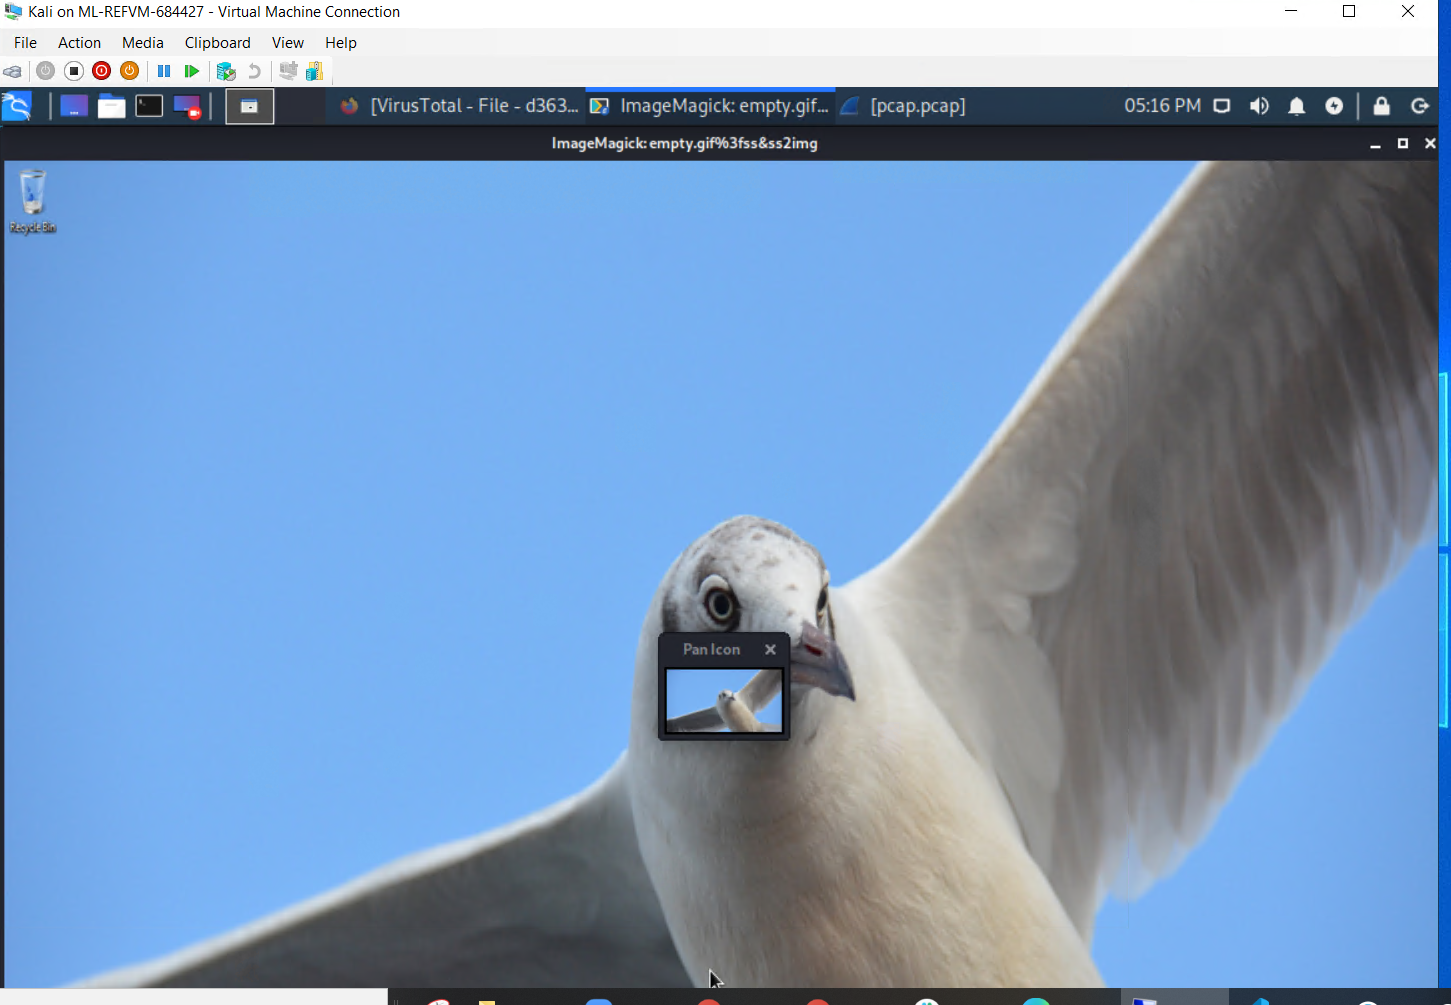 Kali on ML-REFVM-684427 - Virtual Machine Connection
File Action Media Clipboard View Help
[VirusTotal - File - d363... ImageMagick: empty.gif... [pcap.pcap] 05:16 PM
ImageMagick: empty.gif%3fss&ss2img
Recycle Bin
Pan Icon